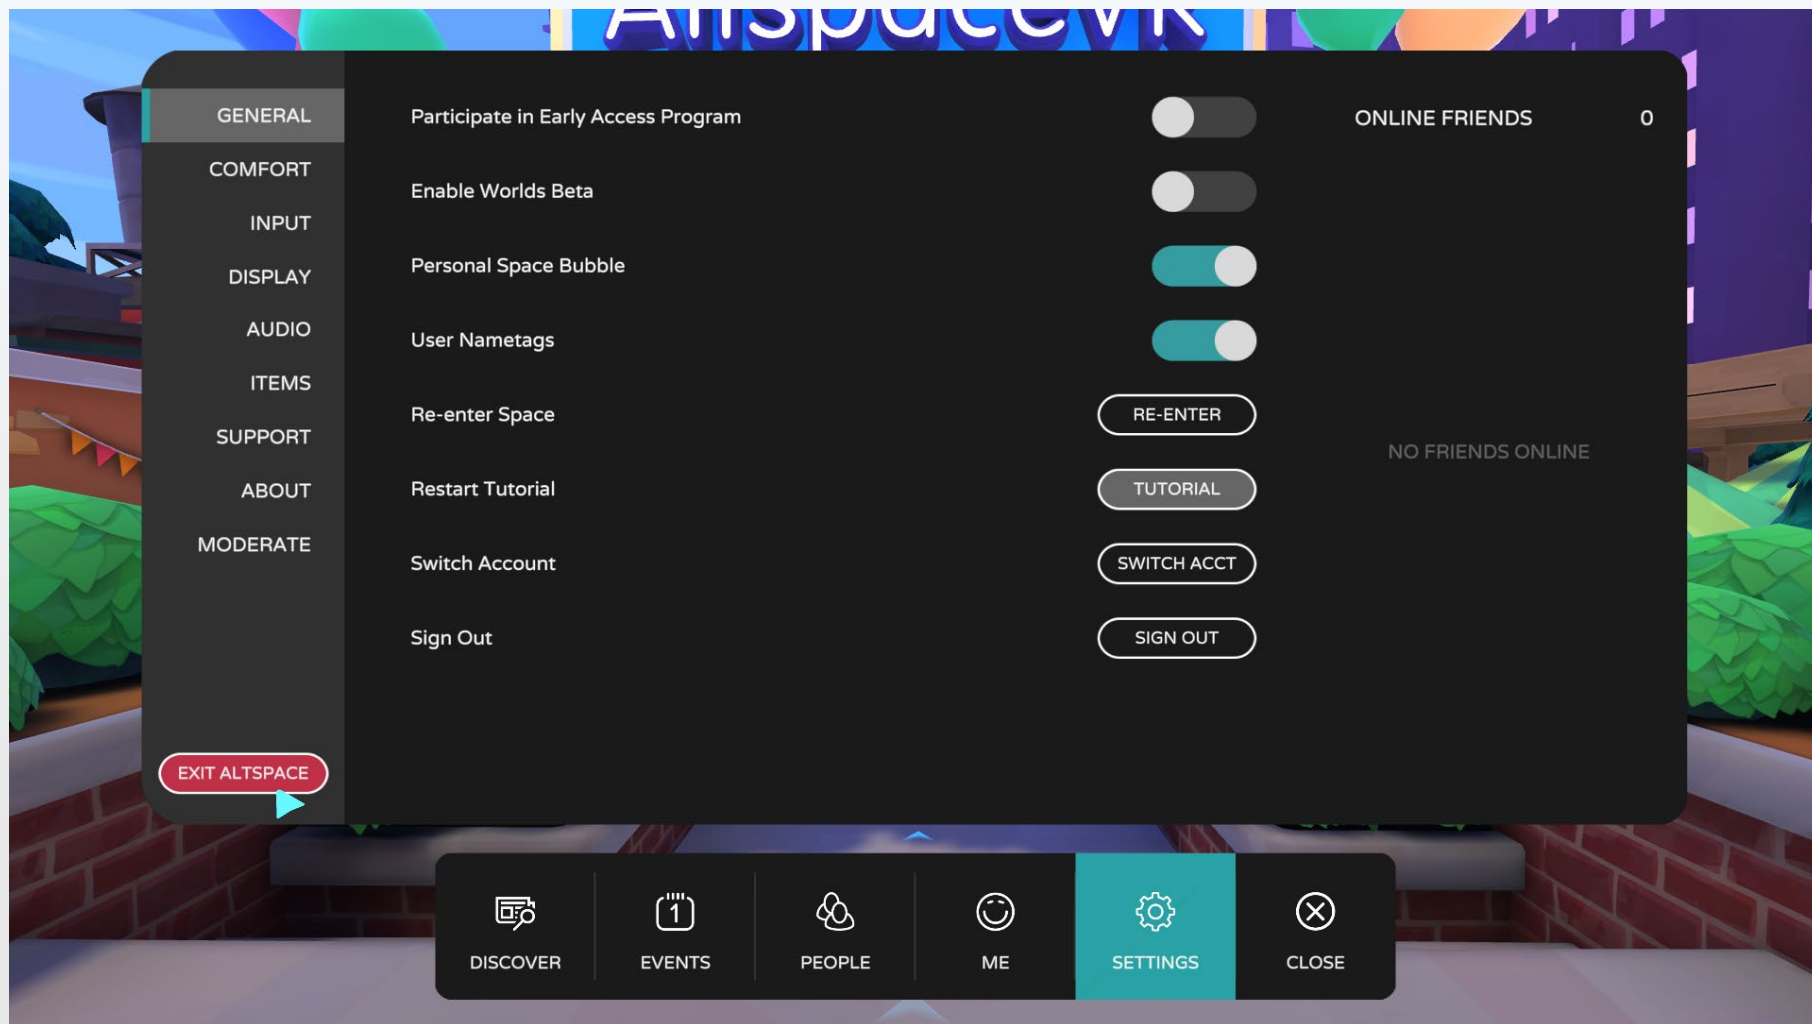 AltspaceVR
GENERAL
COMFORT
INPUT
DISPLAY
AUDIO
ITEMS
SUPPORT
ABOUT
MODERATE
EXIT ALTSPACE
Participate in Early Access Program
Enable Worlds Beta
Personal Space Bubble
User Nametags
Re-enter Space
RE-ENTER
Restart Tutorial
TUTORIAL
Switch Account
SWITCH ACCT
Sign Out
SIGN OUT
ONLINE FRIENDS 0
NO FRIENDS ONLINE
1
DISCOVER
EVENTS
PEOPLE
ME
SETTINGS
CLOSE